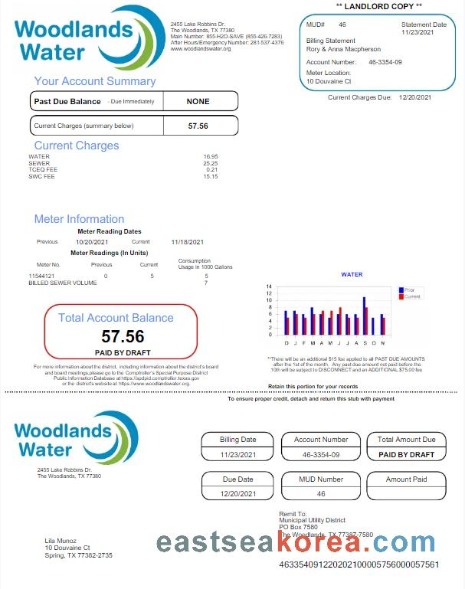 ** LANDLORD COPY **
Woodlands
Water
2455 Lake Robbins Dr.
The Woodlands, TX 77380
Main Number: 855-H2O-SAVE (855-426-7283)
After Hours/Emergency Number: 281-537-4376
www.woodlandswater.org
MUD# 46
Statement Date
11/23/2021
Billing Statement
Rory & Anna Macpherson
Account Number: 46-3354-09
Meter Location:
10 Douvaine Ct
Current Charges Due: 12/20/2021
Your Account Summary
Past Due Balance - Due Immediately NONE
Current Charges (summary below) 57.56
Current Charges
WATER 16.95
SEWER 25.25
TCEQ FEE 0.21
SWC FEE 15.15
Meter Information
Meter Reading Dates
Previous 10/20/2021 Current 11/18/2021
Meter Readings (In Units)
Meter No. Previous Current Consumption
Usage in 1000 Gallons
11544121 0 5 5
BILLED SEWER VOLUME 7
WATER
14
12
10
8
6
4
2
0
D J F M A M J J A S O N
Prior
Current
Total Account Balance
57.56
PAID BY DRAFT
For more information about the district, including information about the district's board
and board meetings, please go to the Comptroller's Special Purpose District
Public Information Database at https://spdpid.comptroller.texas.gov
or the district's website at https://www.woodlandswater.org.
**There will be an additional $15 fee applied to all PAST DUE AMOUNTS
after the 1st of the month. Any past due amount not paid before the
10th will be subject to DISCONNECT and an ADDITIONAL $75.00 fee
Retain this portion for your records
To ensure proper credit, detach and return this stub with payment
Woodlands
Water
2455 Lake Robbins Dr.
The Woodlands, TX 77380
Billing Date
11/23/2021
Account Number
46-3354-09
Total Amount Due
PAID BY DRAFT
Due Date
12/20/2021
MUD Number
46
Amount Paid
Remit To:
Municipal Utility District
PO Box 7580
The Woodlands, TX 77387-7580
Lila Munoz
10 Douvaine Ct
Spring, TX 77382-2735
eastseakorea.com
46335409122020210000575600057561